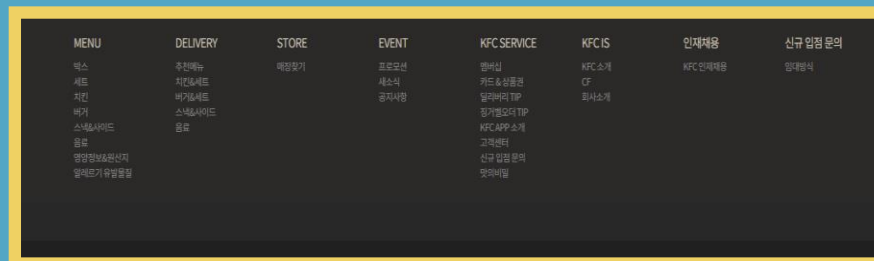 MENU
박스
세트
치킨
버거
스낵&사이드
음료
영양정보&원산지
알레르기 유발물질
DELIVERY
추천메뉴
치킨&세트
버거&세트
스낵&사이드
음료
STORE
매장찾기
EVENT
프로모션
새소식
공지사항
KFC SERVICE
멤버십
카드 & 상품권
딜리버리 TIP
징거벨오더 TIP
KFC APP 소개
고객센터
신규 입점 문의
맛의비밀
KFC IS
KFC 소개
CF
회사소개
인재채용
KFC 인재채용
신규 입점 문의
임대방식